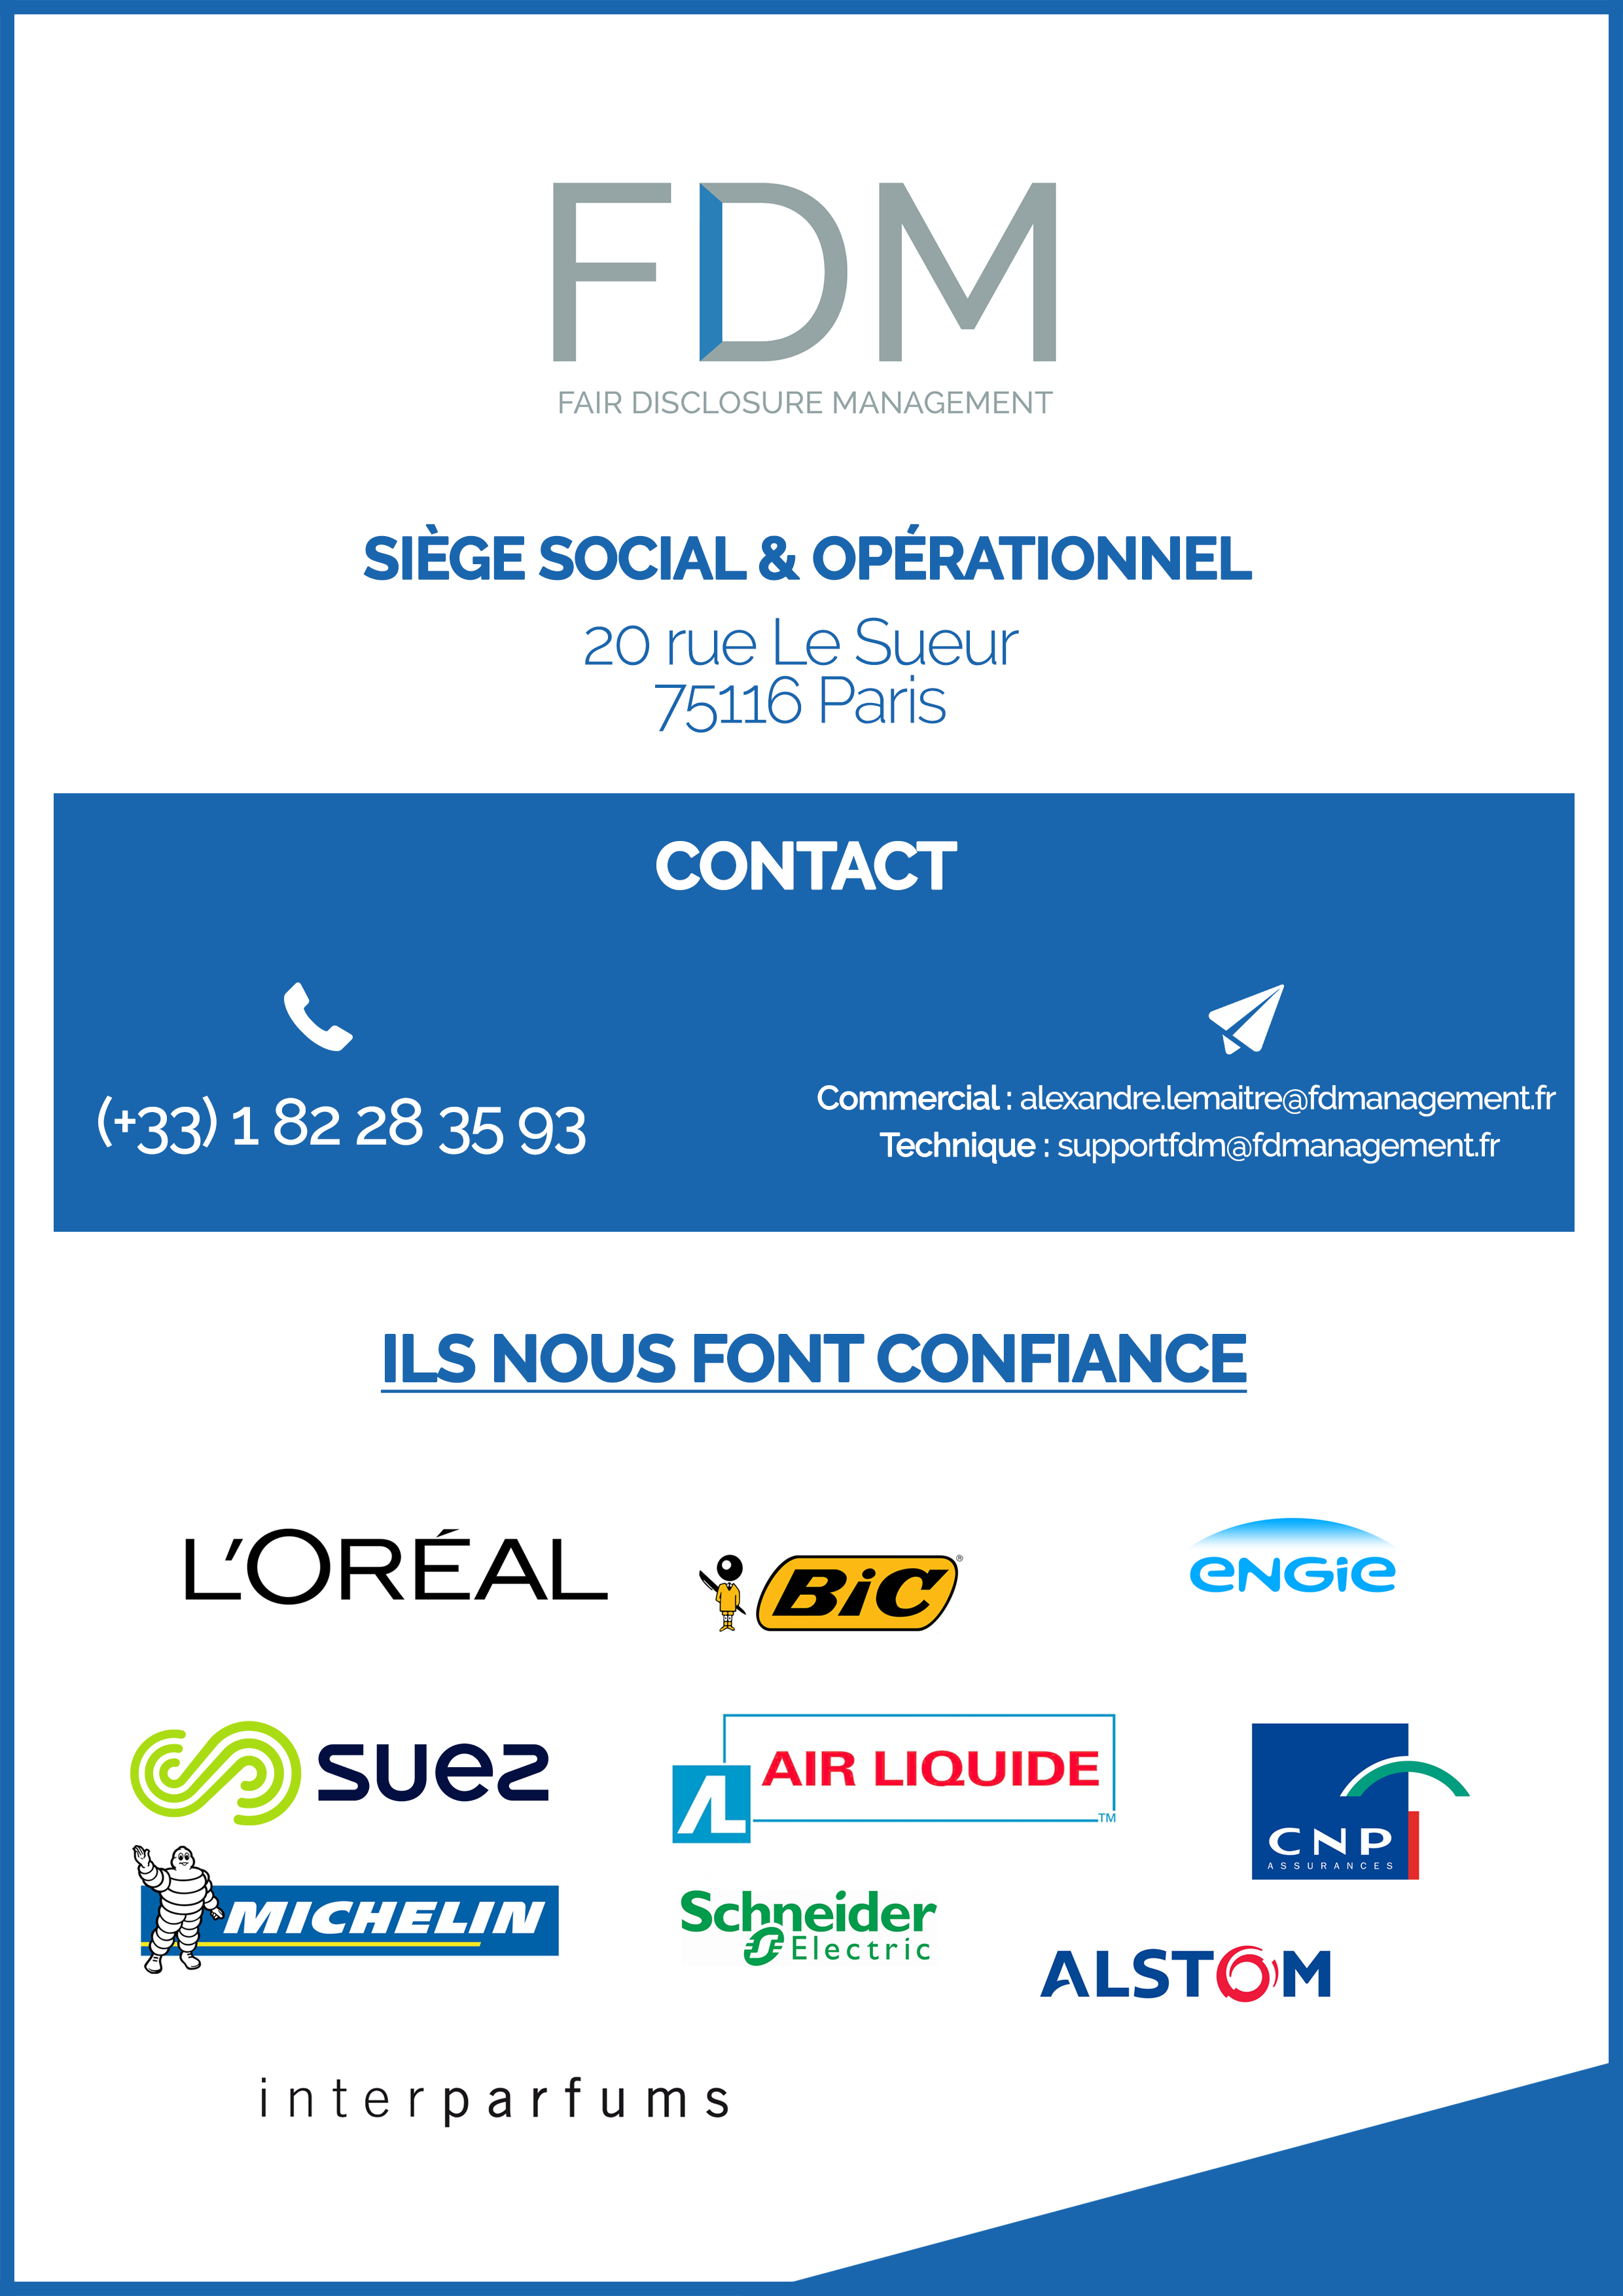 FDM
FAIR DISCLOSURE MANAGEMENT
SIÈGE SOCIAL & OPÉRATIONNEL
20 rue Le Sueur
75116 Paris
CONTACT
(+33) 1 82 28 35 93
Commercial : alexandre.lemaitre@fdmanagement.fr
Technique : supportfdm@fdmanagement.fr
ILS NOUS FONT CONFIANCE
L'ORÉAL
BiC ®
ENGIE
suez
AIR LIQUIDE
AL
TM
CNP
ASSURANCES
MICHELIN
Schneider
Electric
ALSTOM
interparfums